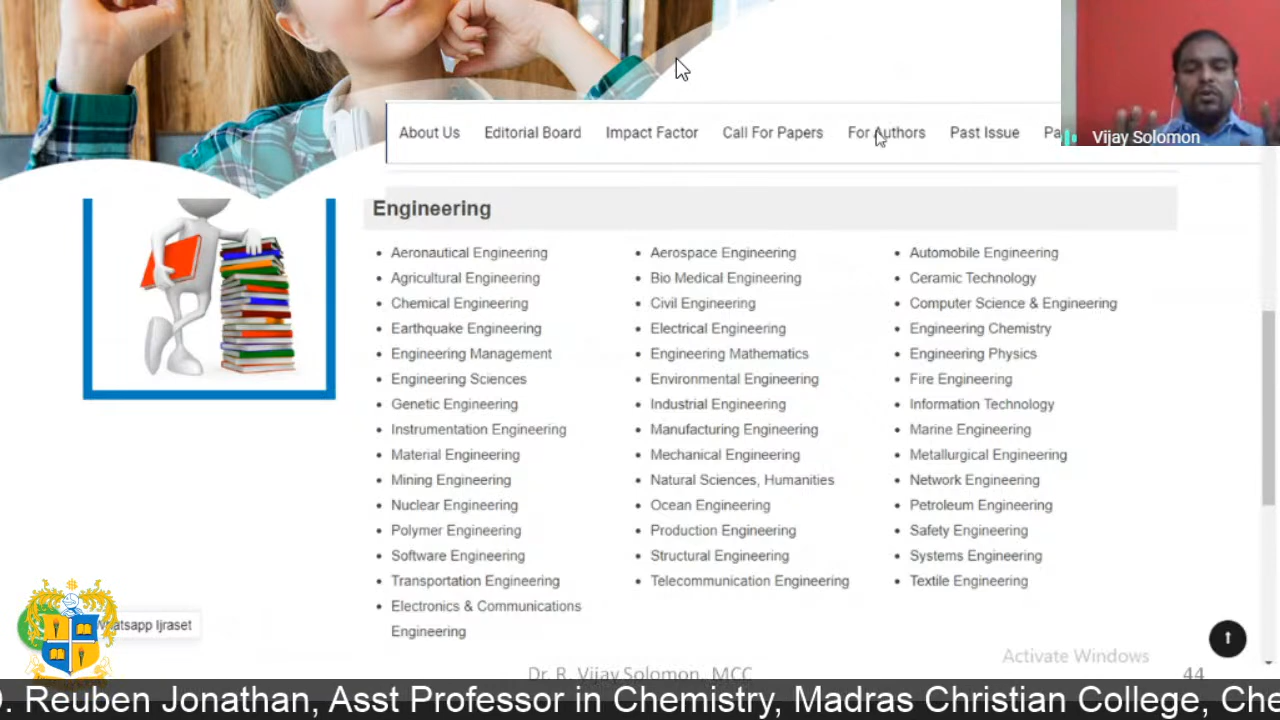 About Us Editorial Board Impact Factor Call For Papers For Authors Past Issue Pa
Vijay Solomon
Engineering
Aeronautical Engineering Aerospace Engineering Automobile Engineering
Agricultural Engineering Bio Medical Engineering Ceramic Technology
Chemical Engineering Civil Engineering Computer Science & Engineering
Earthquake Engineering Electrical Engineering Engineering Chemistry
Engineering Management Engineering Mathematics Engineering Physics
Engineering Sciences Environmental Engineering Fire Engineering
Genetic Engineering Industrial Engineering Information Technology
Instrumentation Engineering Manufacturing Engineering Marine Engineering
Material Engineering Mechanical Engineering Metallurgical Engineering
Mining Engineering Natural Sciences, Humanities Network Engineering
Nuclear Engineering Ocean Engineering Petroleum Engineering
Polymer Engineering Production Engineering Safety Engineering
Software Engineering Structural Engineering Systems Engineering
Transportation Engineering Telecommunication Engineering Textile Engineering
Electronics & Communications
Engineering
Whatsapp Ijraset
Activate Windows
Dr. R. Vijay Solomon, MCC 44
D. Reuben Jonathan, Asst Professor in Chemistry, Madras Christian College, Che